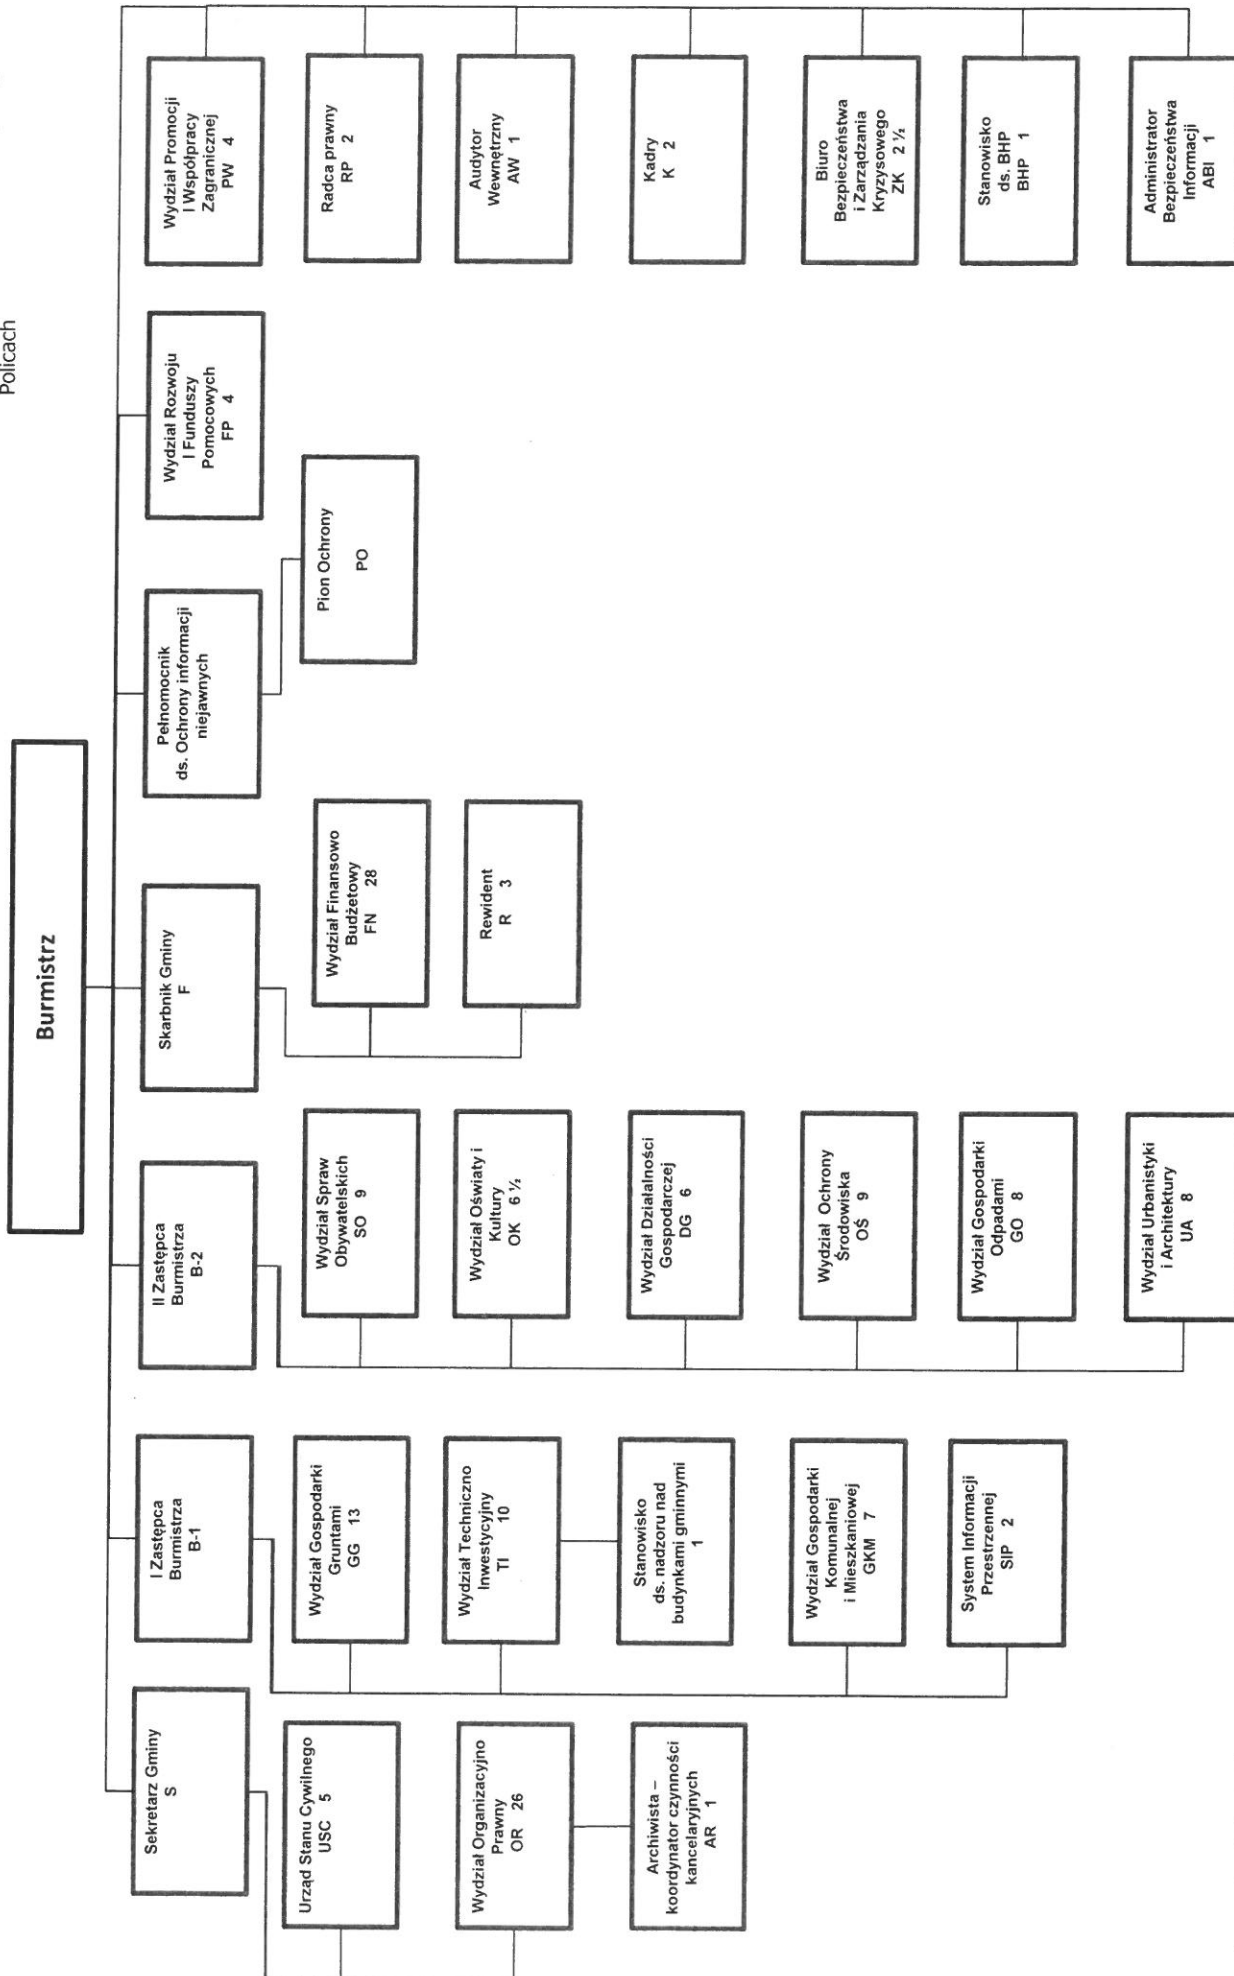 Policach
Burmistrz
Sekretarz Gminy
S
I Zastępca
Burmistrza
B-1
II Zastępca
Burmistrza
B-2
Skarbnik Gminy
F
Pełnomocnik
ds. Ochrony informacji
niejawnych
Wydział Rozwoju
I Funduszy
Pomocowych
FP 4
Wydział Promocji
I Współpracy
Zagranicznej
PW 4
Urząd Stanu Cywilnego
USC 5
Wydział Organizacyjno
Prawny
OR 26
Archiwista –
koordynator czynności
kancelaryjnych
AR 1
Wydział Gospodarki
Gruntami
GG 13
Wydział Techniczno
Inwestycyjny
TI 10
Stanowisko
ds. nadzoru nad
budynkami gminnymi
1
Wydział Gospodarki
Komunalnej
i Mieszkaniowej
GKM 7
System Informacji
Przestrzennej
SIP 2
Wydział Spraw
Obywatelskich
SO 9
Wydział Oświaty i
Kultury
OK 6 ½
Wydział Działalności
Gospodarczej
DG 6
Wydział Ochrony
Środowiska
OŚ 9
Wydział Gospodarki
Odpadami
GO 8
Wydział Urbanistyki
i Architektury
UA 8
Wydział Finansowo
Budżetowy
FN 28
Rewident
R 3
Pion Ochrony
PO
Radca prawny
RP 2
Audytor
Wewnętrzny
AW 1
Kadry
K 2
Biuro
Bezpieczeństwa
i Zarządzania
Kryzysowego
ZK 2 ½
Stanowisko
ds. BHP
BHP 1
Administrator
Bezpieczeństwa
Informacji
ABI 1